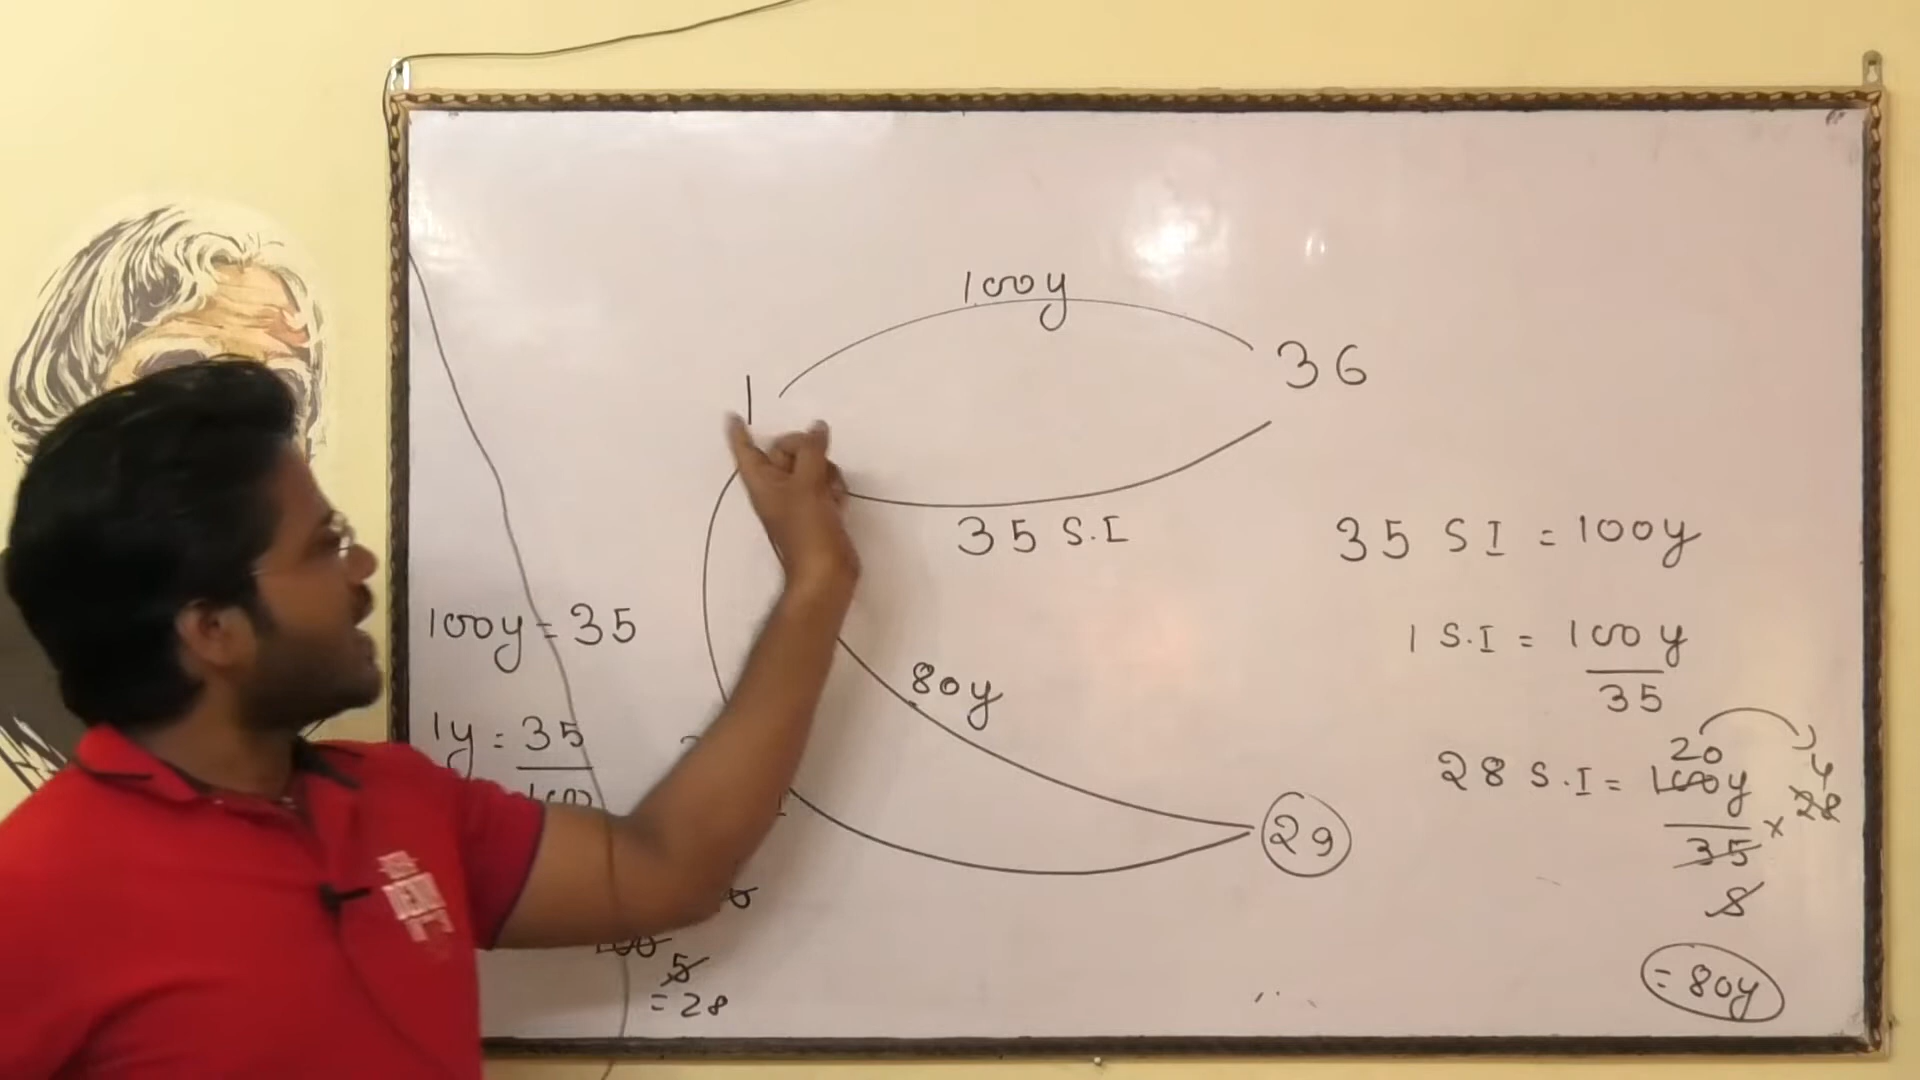 100y
1 36
35 S.I
35 SI = 100y
100y = 35
1 S.I = 100y
35
80y
1y = 35
100
20 4
28 S.I = 100y × 28
35
29
5
= 28
= 80y